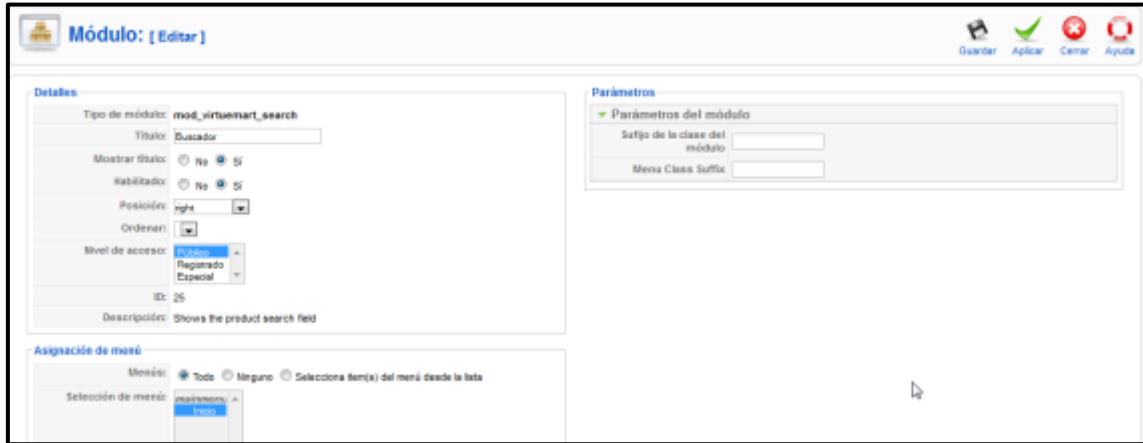 Módulo: [ Editar ]
Guardar Aplicar Cerrar Ayuda
Detalles
Tipo de módulo: mod_virtuemart_search
Título: Buscador
Mostrar título: No Sí
Habilitado: No Sí
Posición: right
Ordenar:
Nivel de acceso: Público
Registrado
Especial
ID: 25
Descripción: Shows the product search field
Asignación de menú
Menús: Todo Ninguno Selecciona ítem(s) del menú desde la lista
Selección de menú: mainmenu
Inicio
Parámetros
Parámetros del módulo
Sufijo de la clase del
módulo
Menu Class Suffix